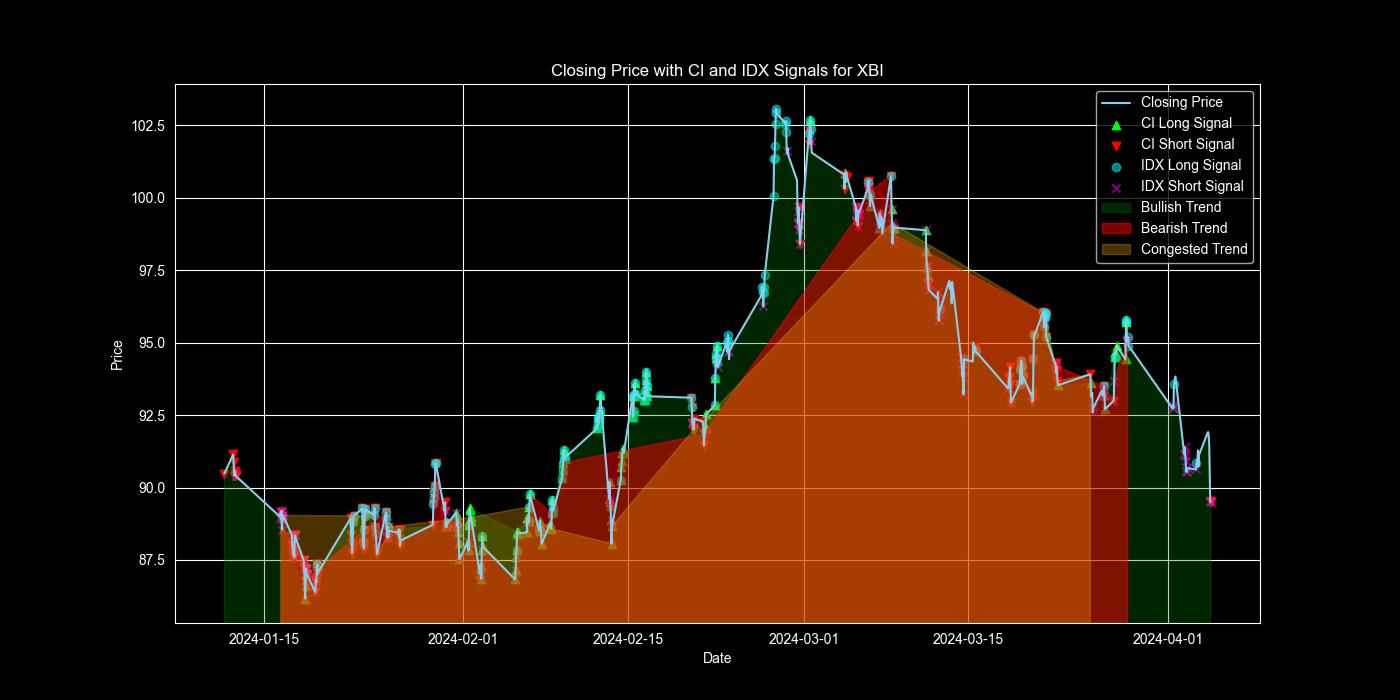 Closing Price with CI and IDX Signals for XBI
Closing Price
CI Long Signal
CI Short Signal
IDX Long Signal
IDX Short Signal
Bullish Trend
Bearish Trend
Congested Trend
Price
102.5
100.0
97.5
95.0
92.5
90.0
87.5
2024-01-15
2024-02-01
2024-02-15
2024-03-01
2024-03-15
2024-04-01
Date